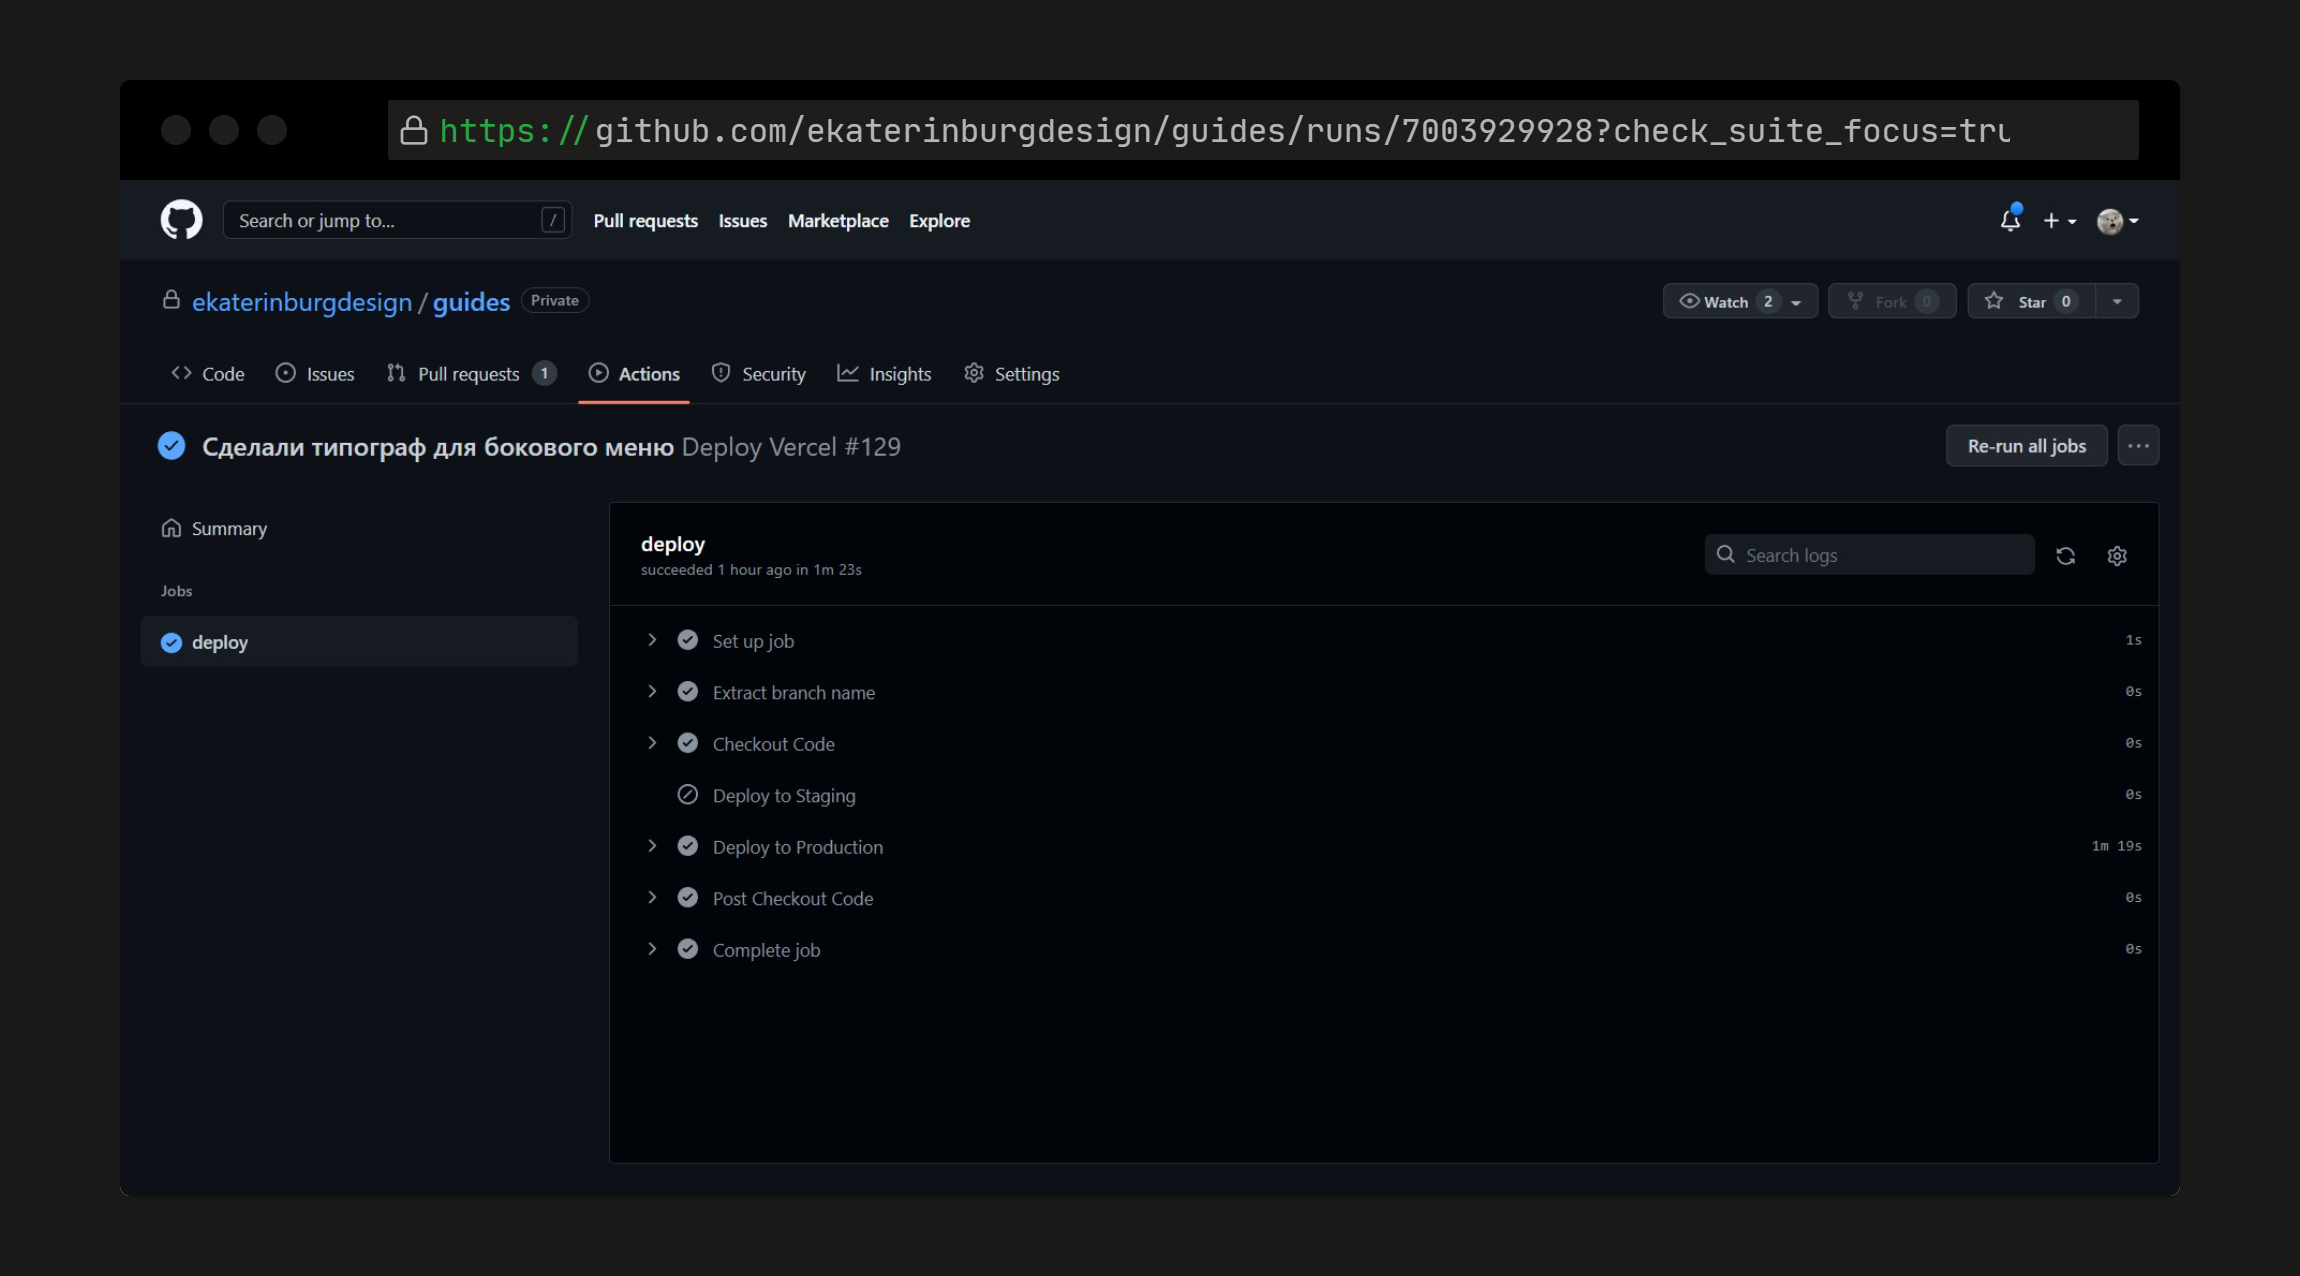 https://github.com/ekaterinburgdesign/guides/runs/7003929928?check_suite_focus=tru
Search or jump to... / Pull requests Issues Marketplace Explore
ekaterinburgdesign / guides Private Watch 2 Fork 0 Star 0
Code Issues Pull requests 1 Actions Security Insights Settings
Сделали типограф для бокового меню Deploy Vercel #129 Re-run all jobs
Summary
Jobs
deploy
deploy
succeeded 1 hour ago in 1m 23s
Search logs
Set up job 1s
Extract branch name 0s
Checkout Code 0s
Deploy to Staging 0s
Deploy to Production 1m 19s
Post Checkout Code 0s
Complete job 0s